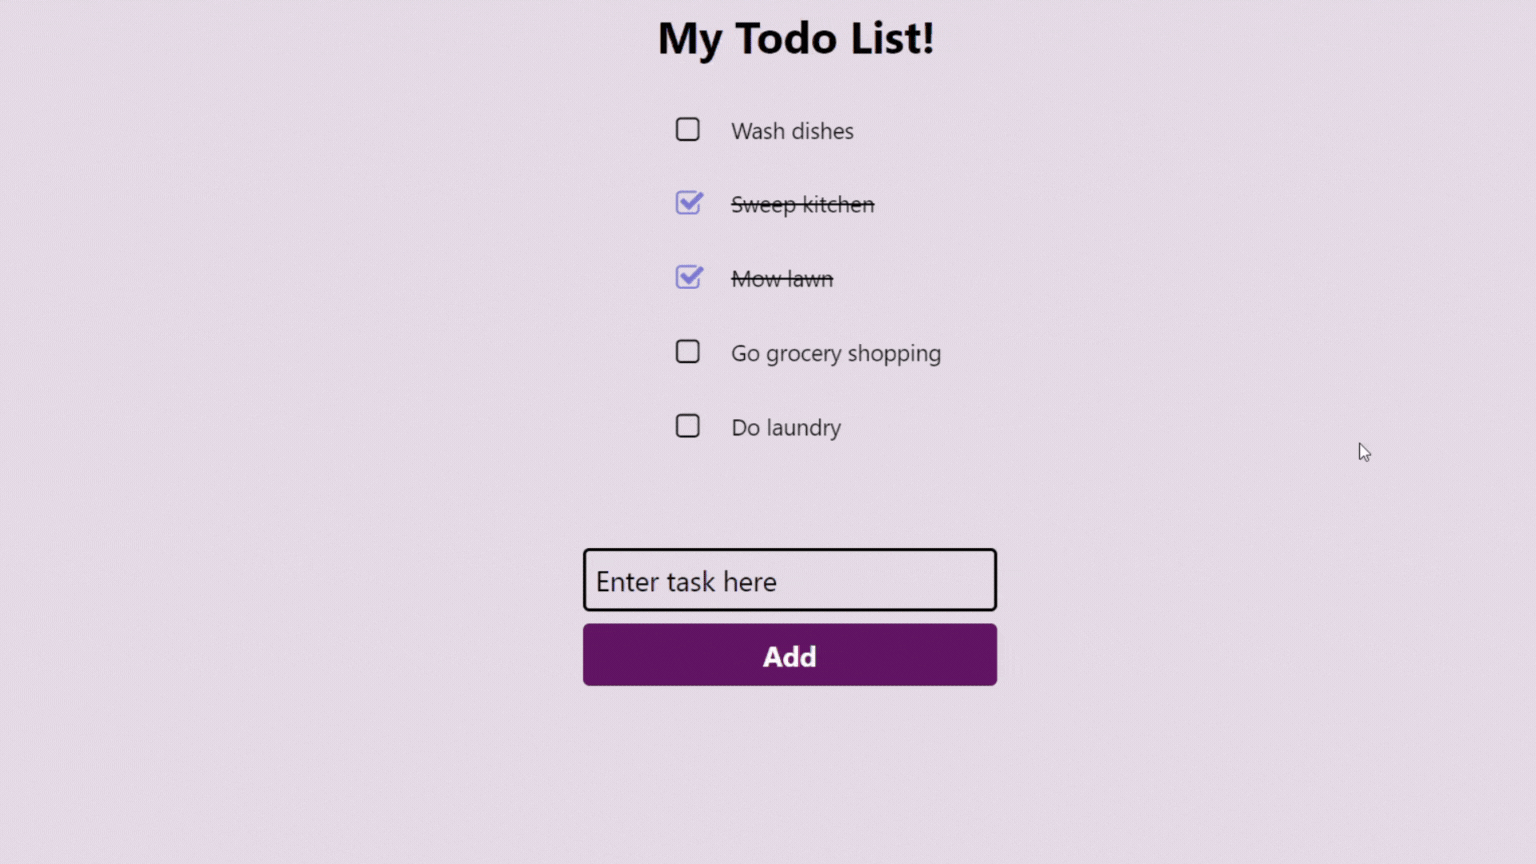 My Todo List!
Wash dishes
Sweep kitchen
Mow lawn
Go grocery shopping
Do laundry
Enter task here
Add